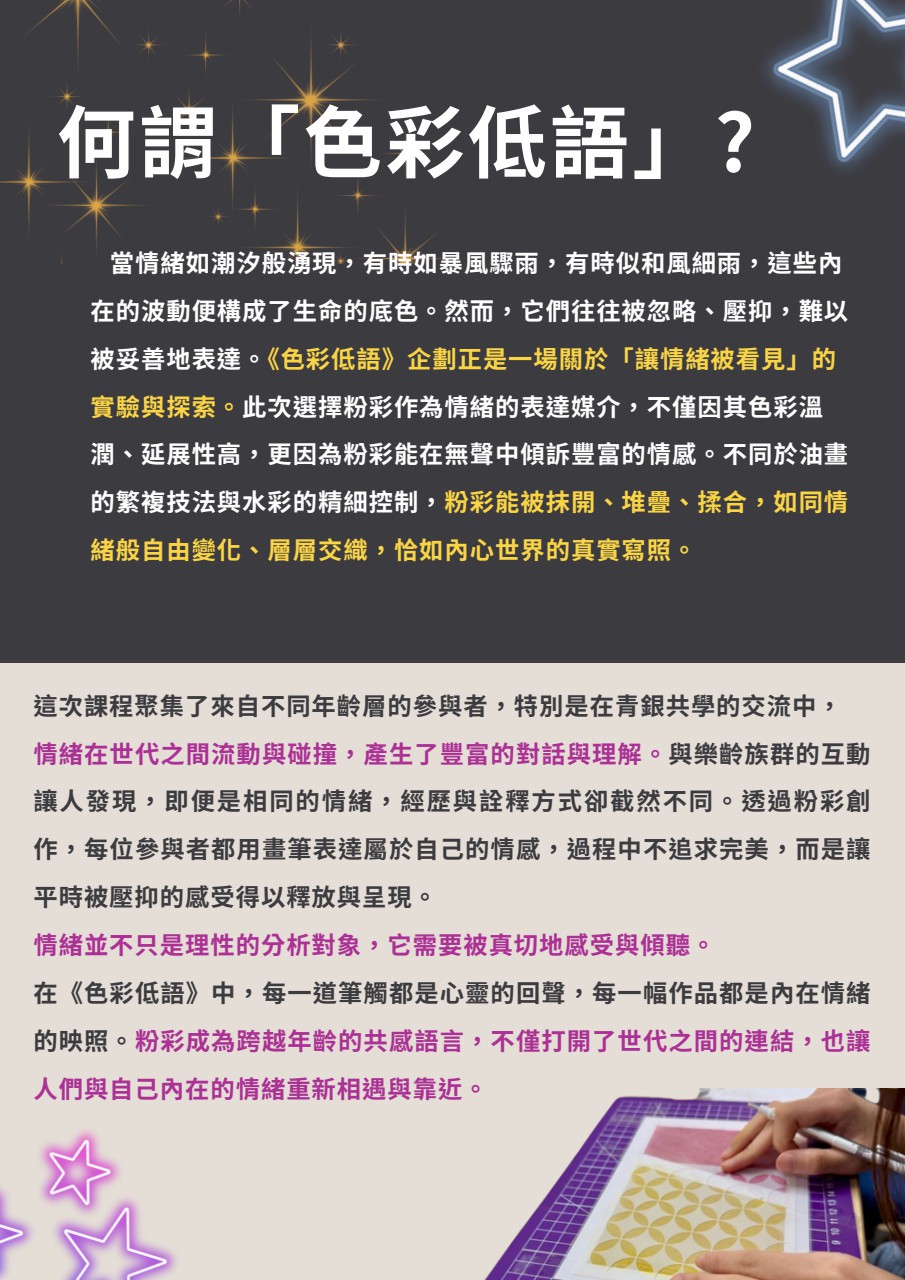 何謂「色彩低語」?
當情緒如潮汐般湧現，有時如暴風驟雨，有時似和風細雨，這些內
在的波動便構成了生命的底色。然而，它們往往被忽略、壓抑，難以
被妥善地表達。《色彩低語》企劃正是一場關於「讓情緒被看見」的
實驗與探索。此次選擇粉彩作為情緒的表達媒介，不僅因其色彩溫
潤、延展性高，更因為粉彩能在無聲中傾訴豐富的情感。不同於油畫
的繁複技法與水彩的精細控制，粉彩能被抹開、堆疊、揉合，如同情
緒般自由變化、層層交織，恰如內心世界的真實寫照。
這次課程聚集了來自不同年齡層的參與者，特別是在青銀共學的交流中，
情緒在世代之間流動與碰撞，產生了豐富的對話與理解。與樂齡族群的互動
讓人發現，即便是相同的情緒，經歷與詮釋方式卻截然不同。透過粉彩創
作，每位參與者都用畫筆表達屬於自己的情感，過程中不追求完美，而是讓
平時被壓抑的感受得以釋放與呈現。
情緒並不只是理性的分析對象，它需要被真切地感受與傾聽。
在《色彩低語》中，每一道筆觸都是心靈的回聲，每一幅作品都是內在情緒
的映照。粉彩成為跨越年齡的共感語言，不僅打開了世代之間的連結，也讓
人們與自己內在的情緒重新相遇與靠近。